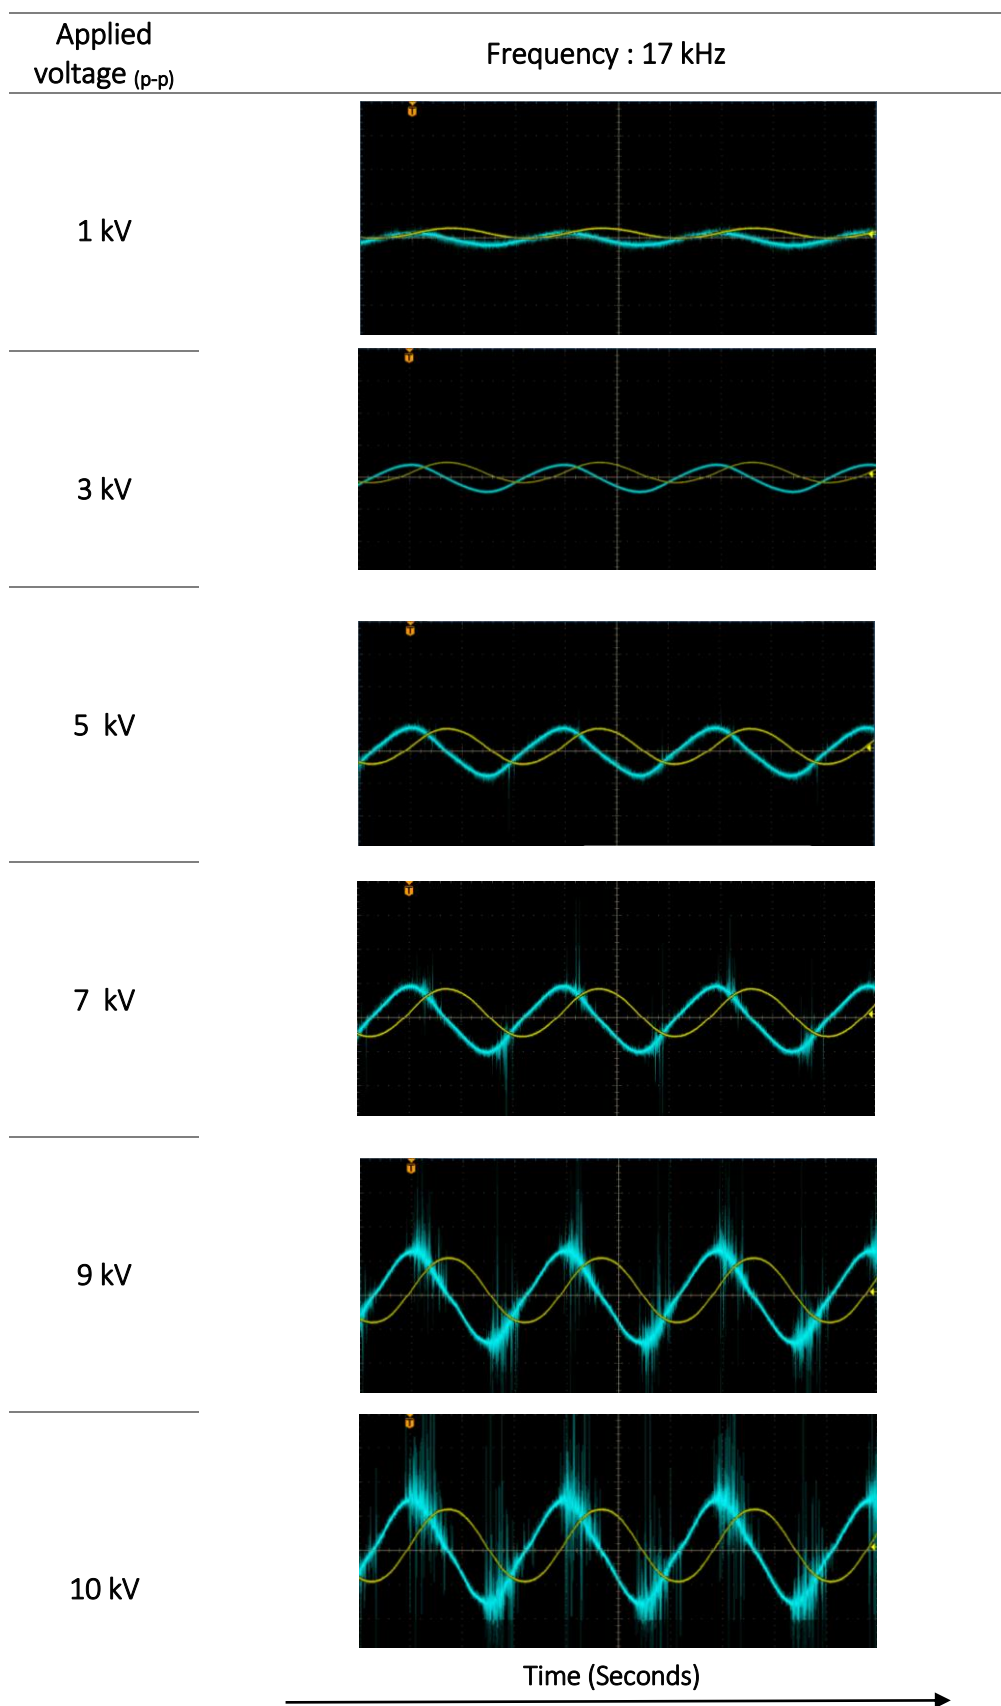 Applied
voltage (p-p)
Frequency : 17 kHz
T
1 kV
T
3 kV
T
5 kV
T
7 kV
T
9 kV
T
10 kV
Time (Seconds)